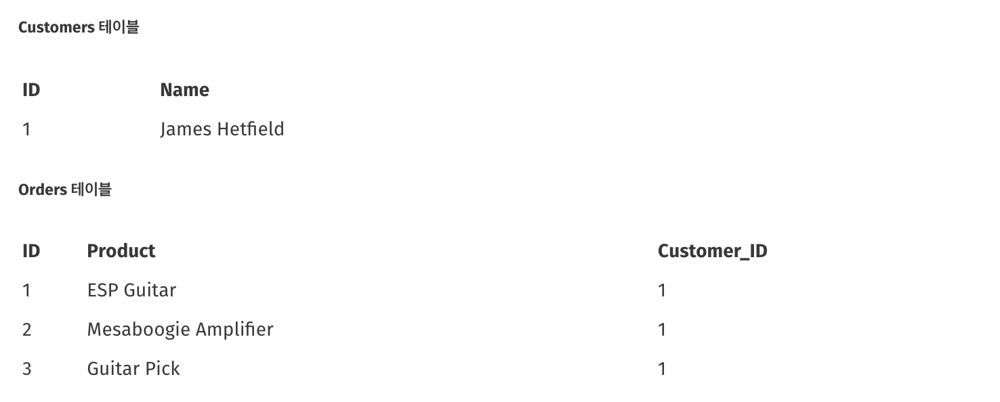 Customers 테이블
ID Name
1 James Hetfield
Orders 테이블
ID Product Customer_ID
1 ESP Guitar 1
2 Mesaboogie Amplifier 1
3 Guitar Pick 1